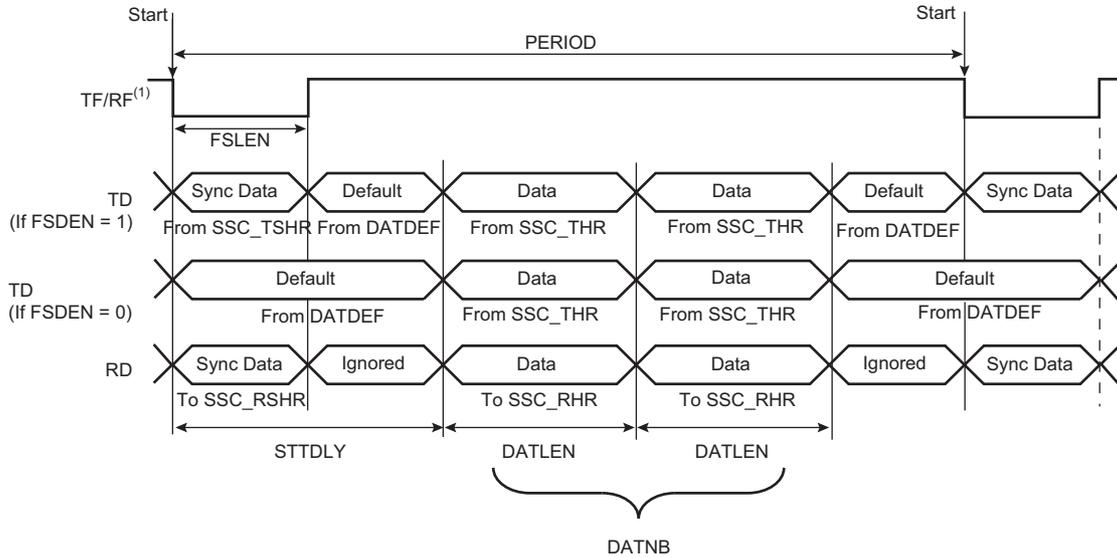 Start
Start
PERIOD
TF/RF(1)
FSLEN
TD
(If FSDEN = 1)
Sync Data
Default
Data
Data
Default
Sync Data
From SSC_TSHR
From DATDEF
From SSC_THR
From SSC_THR
From DATDEF
TD
(If FSDEN = 0)
Default
Data
Data
Default
From DATDEF
From SSC_THR
From SSC_THR
From DATDEF
RD
Sync Data
Ignored
Data
Data
Ignored
Sync Data
To SSC_RSHR
To SSC_RHR
To SSC_RHR
STTDLY
DATLEN
DATLEN
DATNB